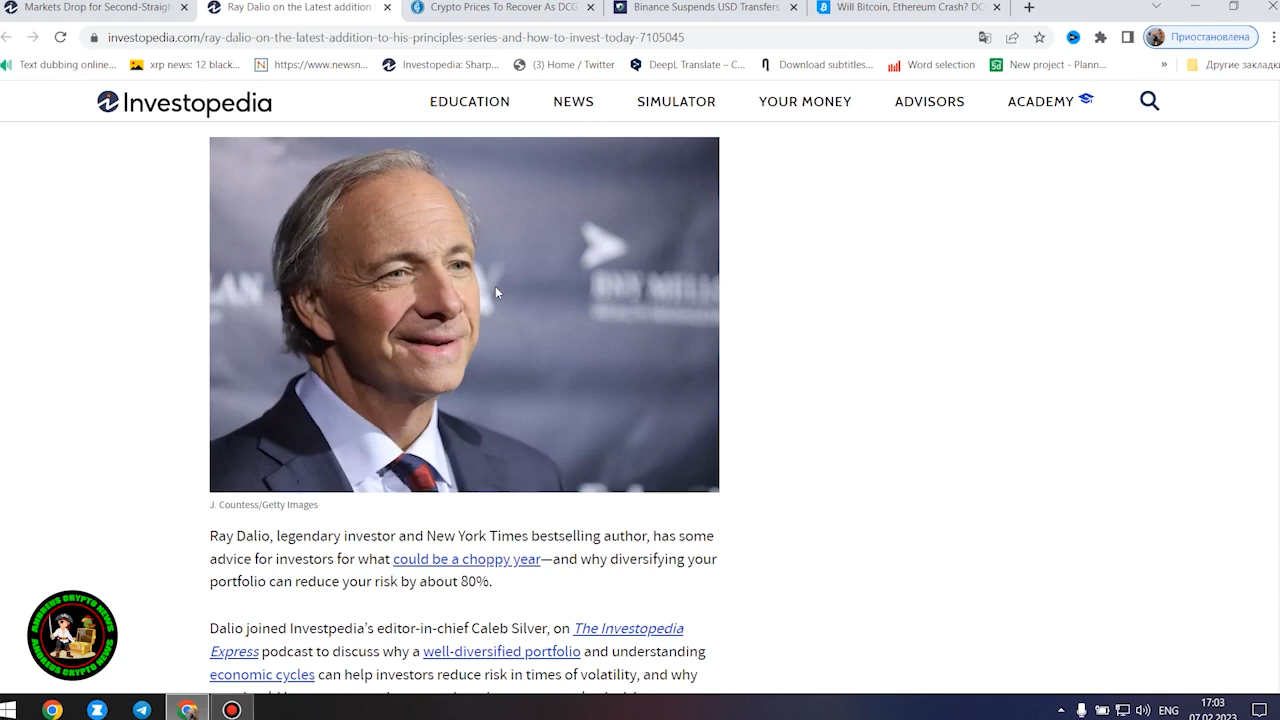 Markets Drop for Second-Straigh
Ray Dalio on the Latest addition
Crypto Prices To Recover As DCG
Binance Suspends USD Transfers
Will Bitcoin, Ethereum Crash? DC
investopedia.com/ray-dalio-on-the-latest-addition-to-his-principles-series-and-how-to-invest-today-7105045
Приостановлена
Text dubbing online...
xrp news: 12 black...
https://www.newsn...
Investopedia: Sharp...
(3) Home / Twitter
DeepL Translate – C...
Download subtitles...
Word selection
New project - Plann...
»
Другие закладки
Investopedia
EDUCATION
NEWS
SIMULATOR
YOUR MONEY
ADVISORS
ACADEMY
J. Countess/Getty Images
Ray Dalio, legendary investor and New York Times bestselling author, has some
advice for investors for what could be a choppy year—and why diversifying your
portfolio can reduce your risk by about 80%.
Dalio joined Investpedia's editor-in-chief Caleb Silver, on The Investopedia
Express podcast to discuss why a well-diversified portfolio and understanding
economic cycles can help investors reduce risk in times of volatility, and why
ANDREUS CRYPTO NEWS
ANDREUS CRYPTO NEWS
ENG
17:03
07.02.2023